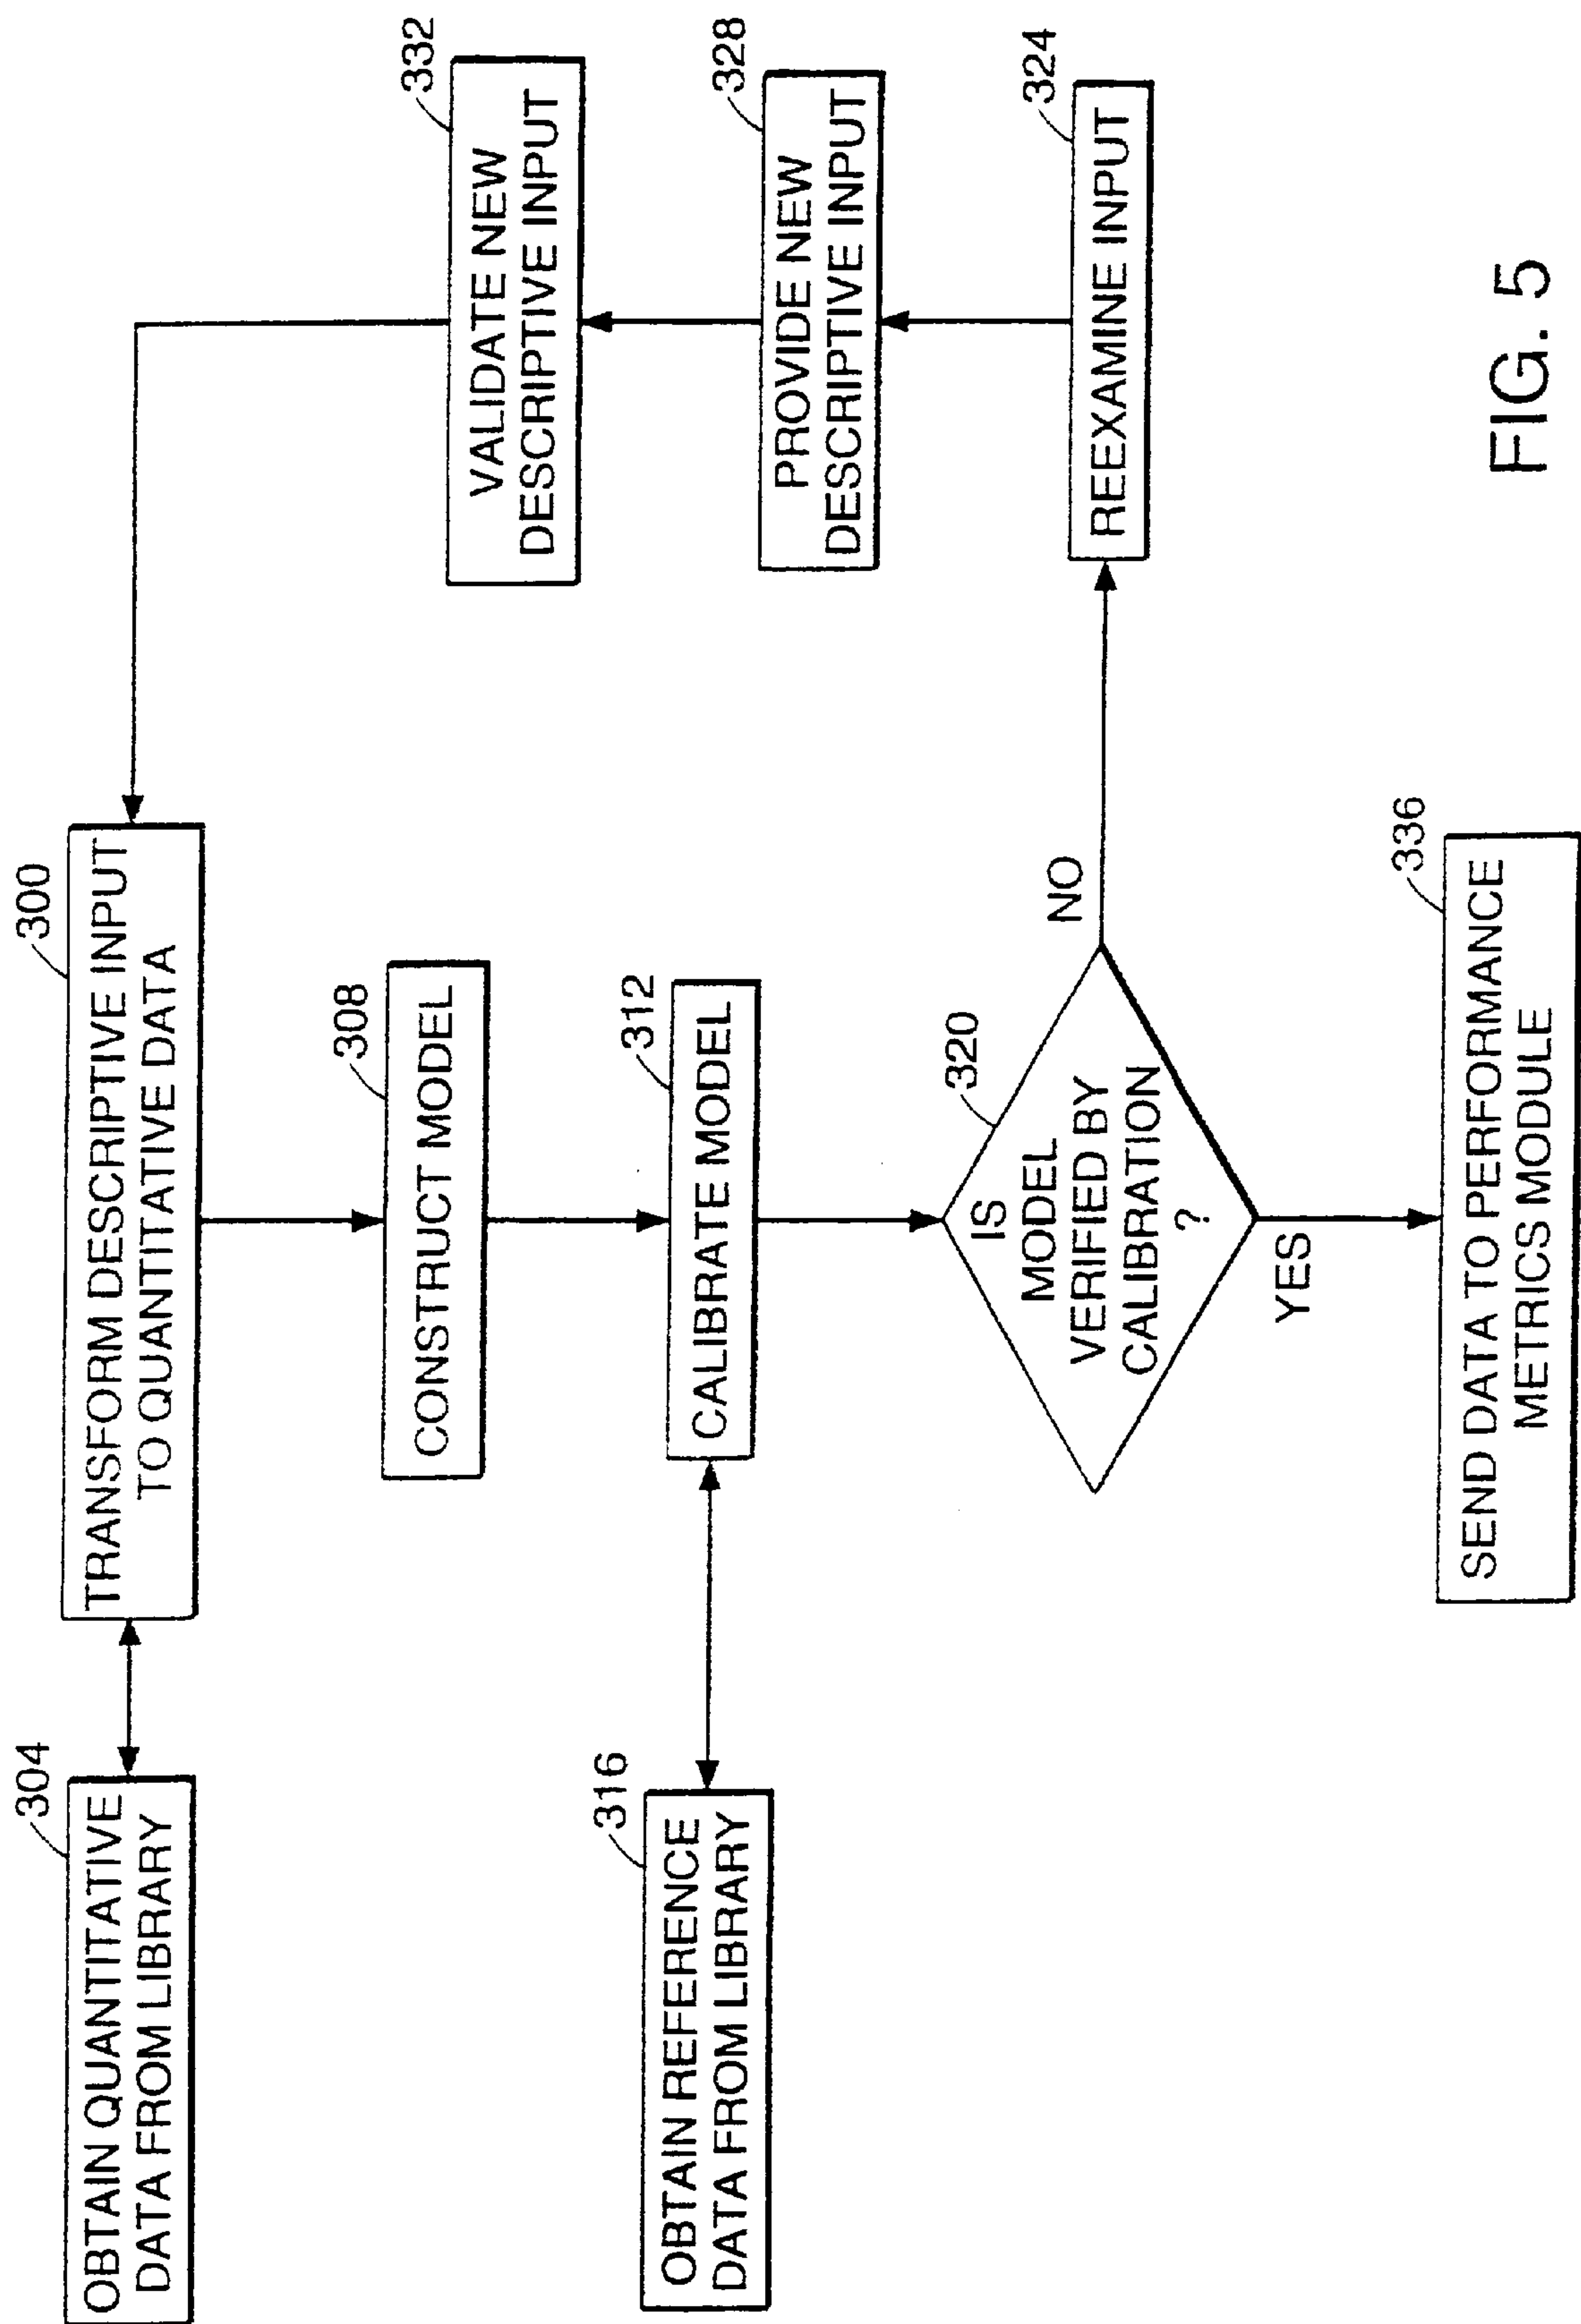 304
OBTAIN QUANTITATIVE
DATA FROM LIBRARY
300
TRANSFORM DESCRIPTIVE INPUT
TO QUANTITATIVE DATA
308
CONSTRUCT MODEL
316
OBTAIN REFERENCE
DATA FROM LIBRARY
312
CALIBRATE MODEL
320
IS
MODEL
VERIFIED BY
CALIBRATION
?
NO
YES
336
SEND DATA TO PERFORMANCE
METRICS MODULE
332
VALIDATE NEW
DESCRIPTIVE INPUT
328
PROVIDE NEW
DESCRIPTIVE INPUT
324
REEXAMINE INPUT
FIG. 5